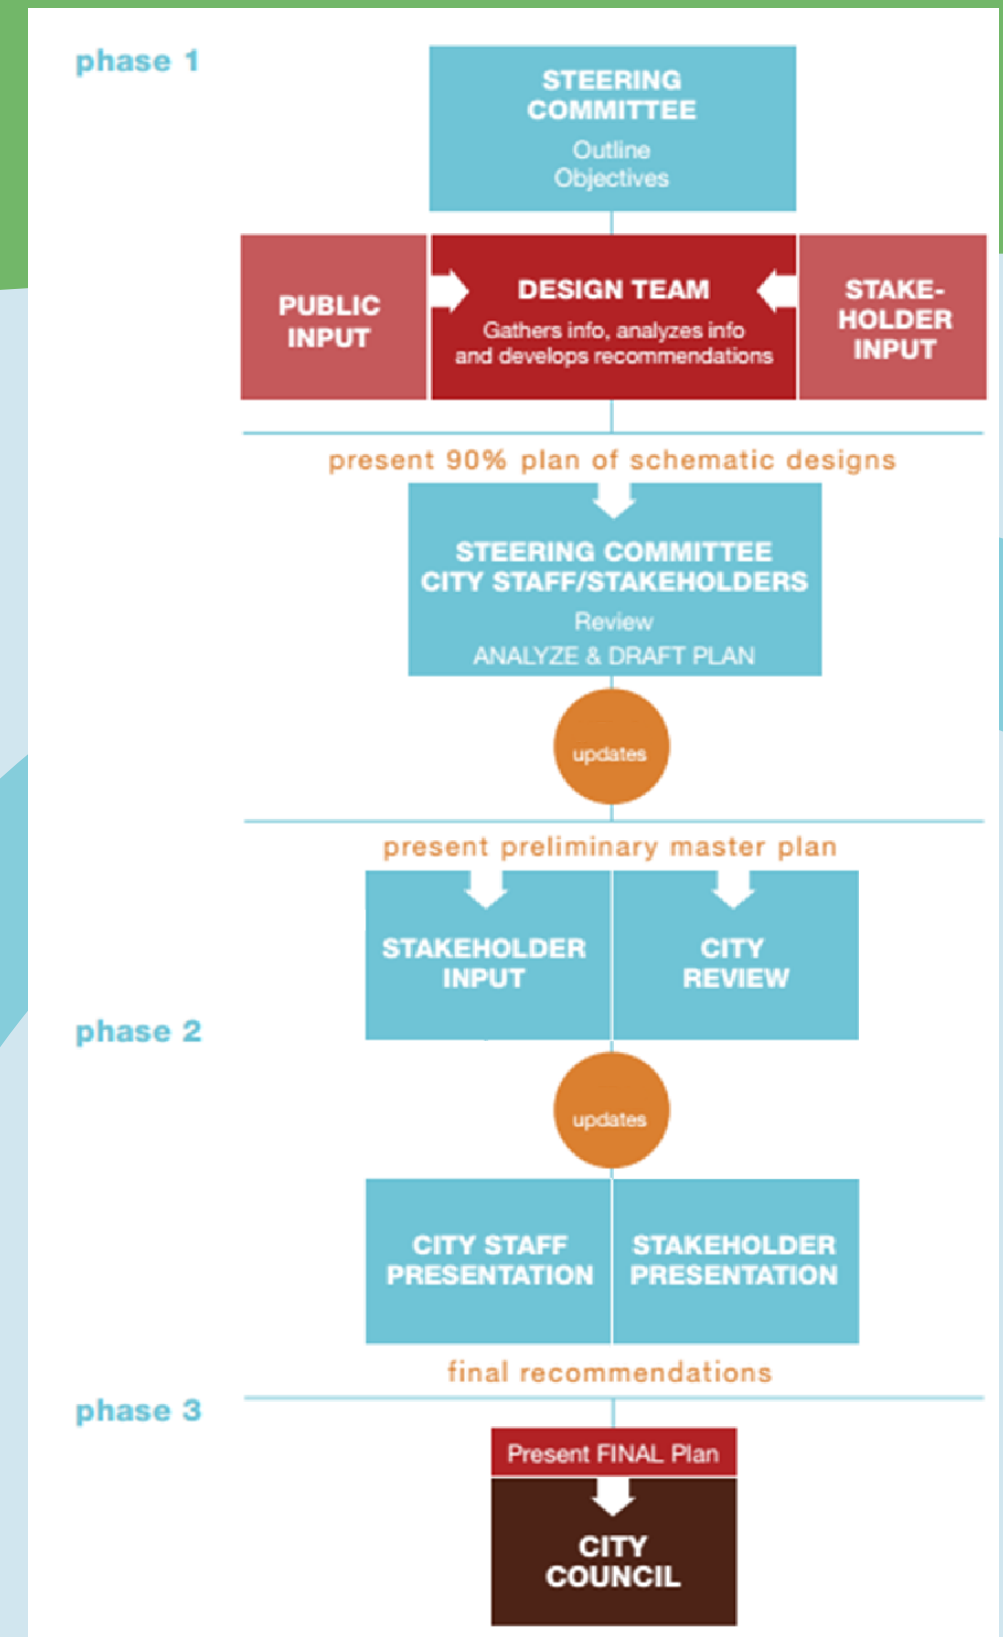 phase 1
STEERING
COMMITTEE
Outline
Objectives
PUBLIC
INPUT
DESIGN TEAM
Gathers info, analyzes info
and develops recommendations
STAKE-
HOLDER
INPUT
present 90% plan of schematic designs
STEERING COMMITTEE
CITY STAFF/STAKEHOLDERS
Review
ANALYZE & DRAFT PLAN
updates
present preliminary master plan
STAKEHOLDER
INPUT
CITY
REVIEW
phase 2
updates
CITY STAFF
PRESENTATION
STAKEHOLDER
PRESENTATION
final recommendations
phase 3
Present FINAL Plan
CITY
COUNCIL